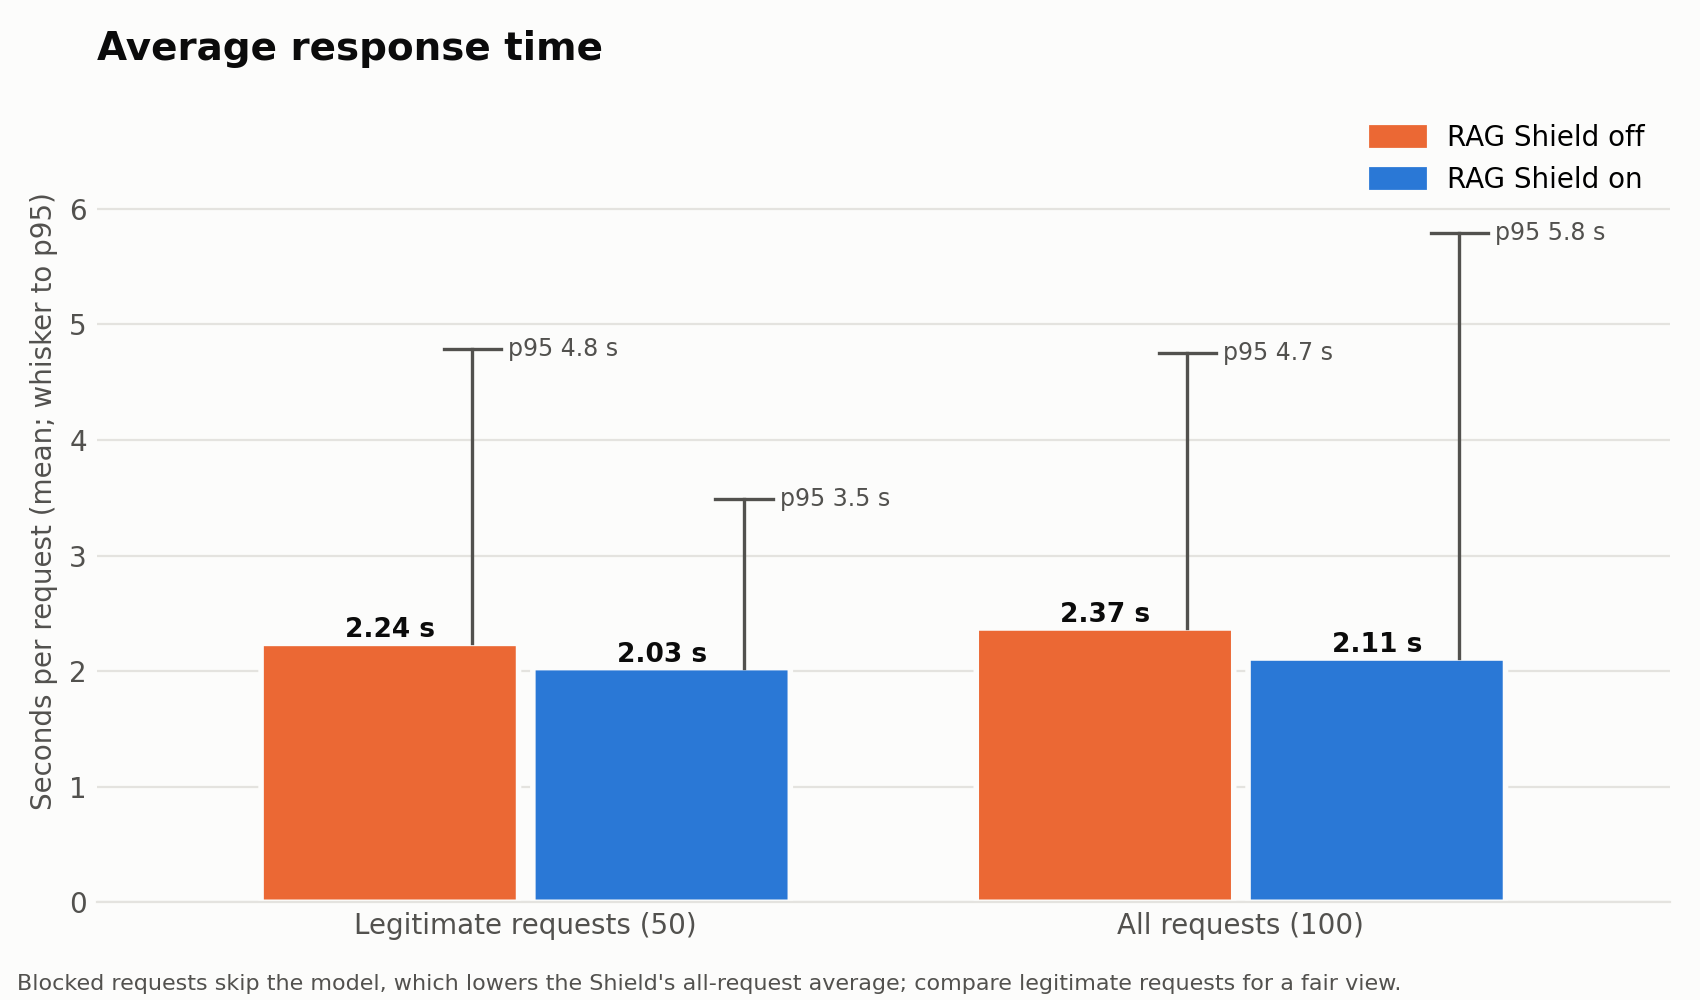 Average response time
RAG Shield off
RAG Shield on
Seconds per request (mean; whisker to p95)
6
5
4
3
2
1
0
p95 4.8 s
p95 3.5 s
p95 4.7 s
p95 5.8 s
2.24 s
2.03 s
2.37 s
2.11 s
Legitimate requests (50)
All requests (100)
Blocked requests skip the model, which lowers the Shield's all-request average; compare legitimate requests for a fair view.